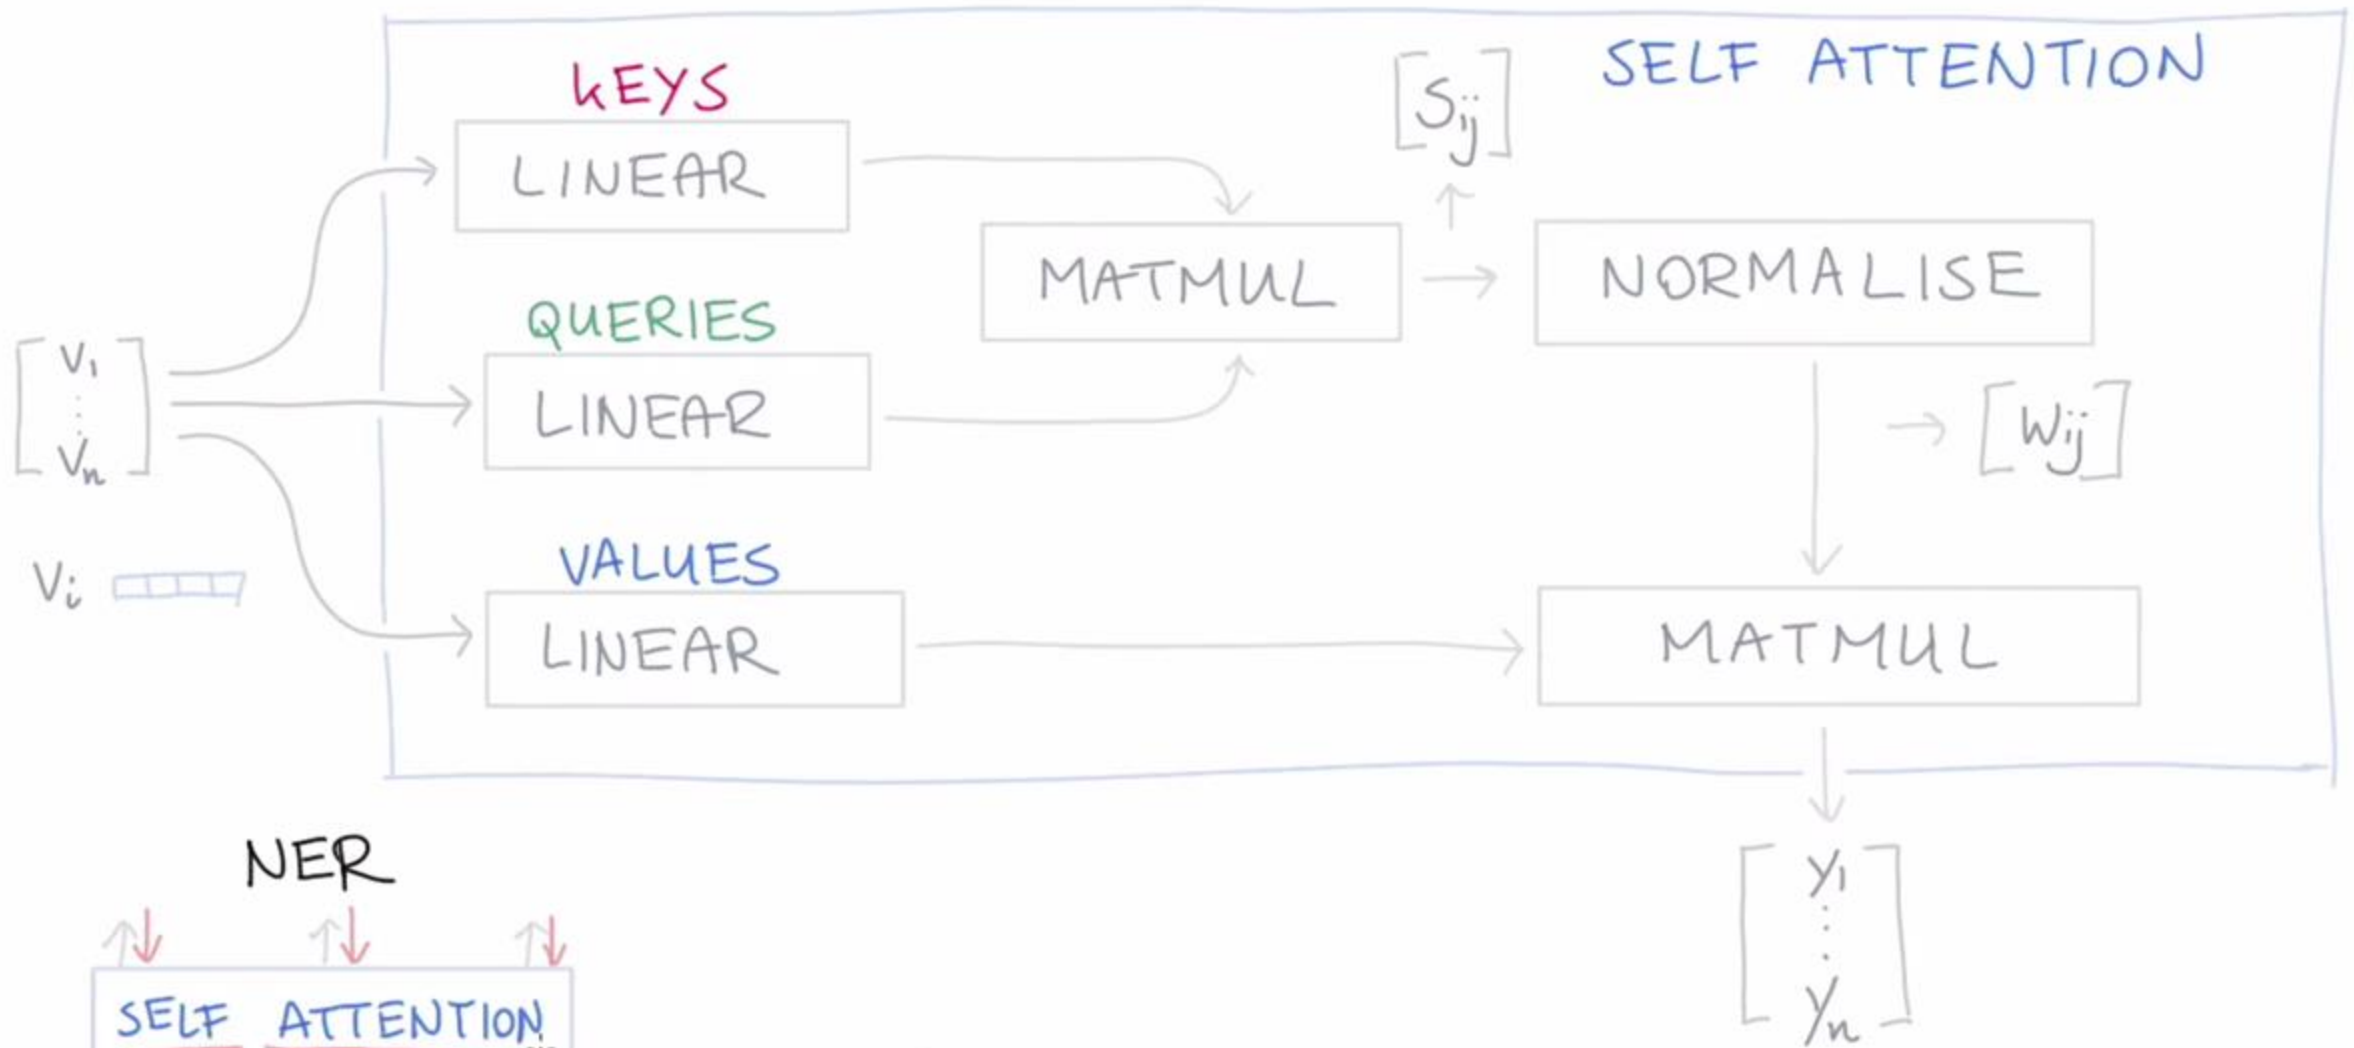 SELF ATTENTION
KEYS
LINEAR
[Sij]
MATMUL
NORMALISE
QUERIES
LINEAR
V1
⋮
Vn
[Wij]
Vi
VALUES
LINEAR
MATMUL
NER
SELF ATTENTION
y1
⋮
yn